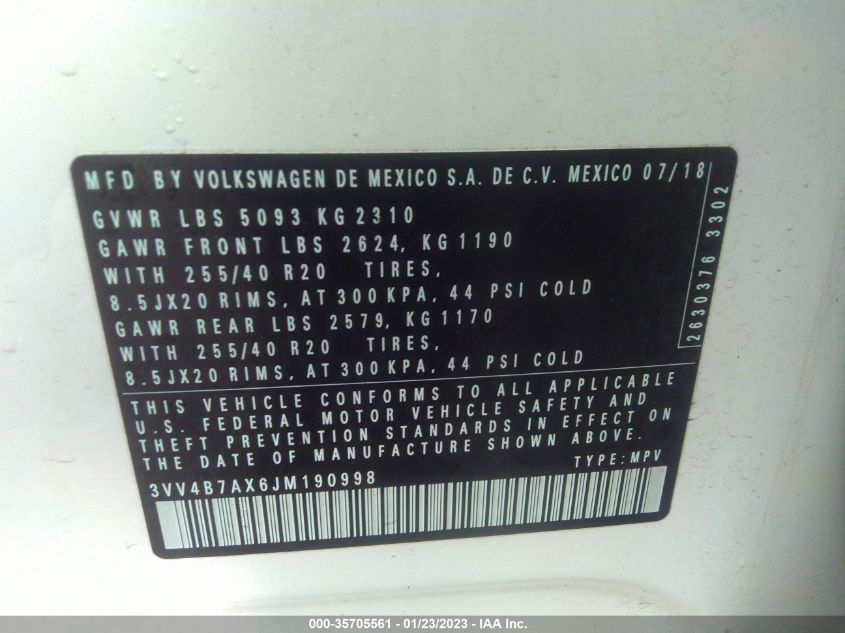 MFD BY VOLKSWAGEN DE MEXICO S.A. DE C.V. MEXICO 07/18
GVWR LBS 5093 KG 2310
GAWR FRONT LBS 2624, KG 1190
WITH 255/40 R20 TIRES,
8.5JX20 RIMS, AT 300 KPA, 44 PSI COLD
GAWR REAR LBS 2579, KG 1170
WITH 255/40 R20 TIRES,
8.5JX20 RIMS, AT 300 KPA, 44 PSI COLD
2630376 3302
THIS VEHICLE CONFORMS TO ALL APPLICABLE
U.S. FEDERAL MOTOR VEHICLE SAFETY AND
THEFT PREVENTION STANDARDS IN EFFECT ON
THE DATE OF MANUFACTURE SHOWN ABOVE.
3VV4B7AX6JM190998 TYPE: MPV
000-35705561 - 01/23/2023 - IAA Inc.